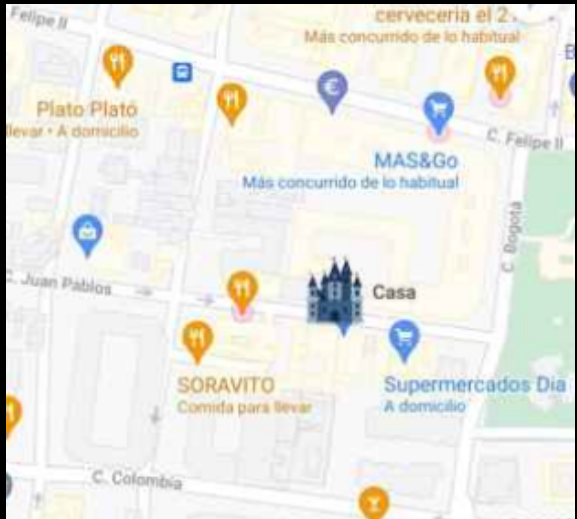 Felipe II
cerveceria el 2
Más concurrido de lo habitual
Plato Plató
llevar • A domicilio
C. Felipe II
MAS&Go
Más concurrido de lo habitual
C. Bogotá
C. Juan Pablos
Casa
SORAVITO
Comida para llevar
Supermercados Dia
A domicilio
C. Colombia